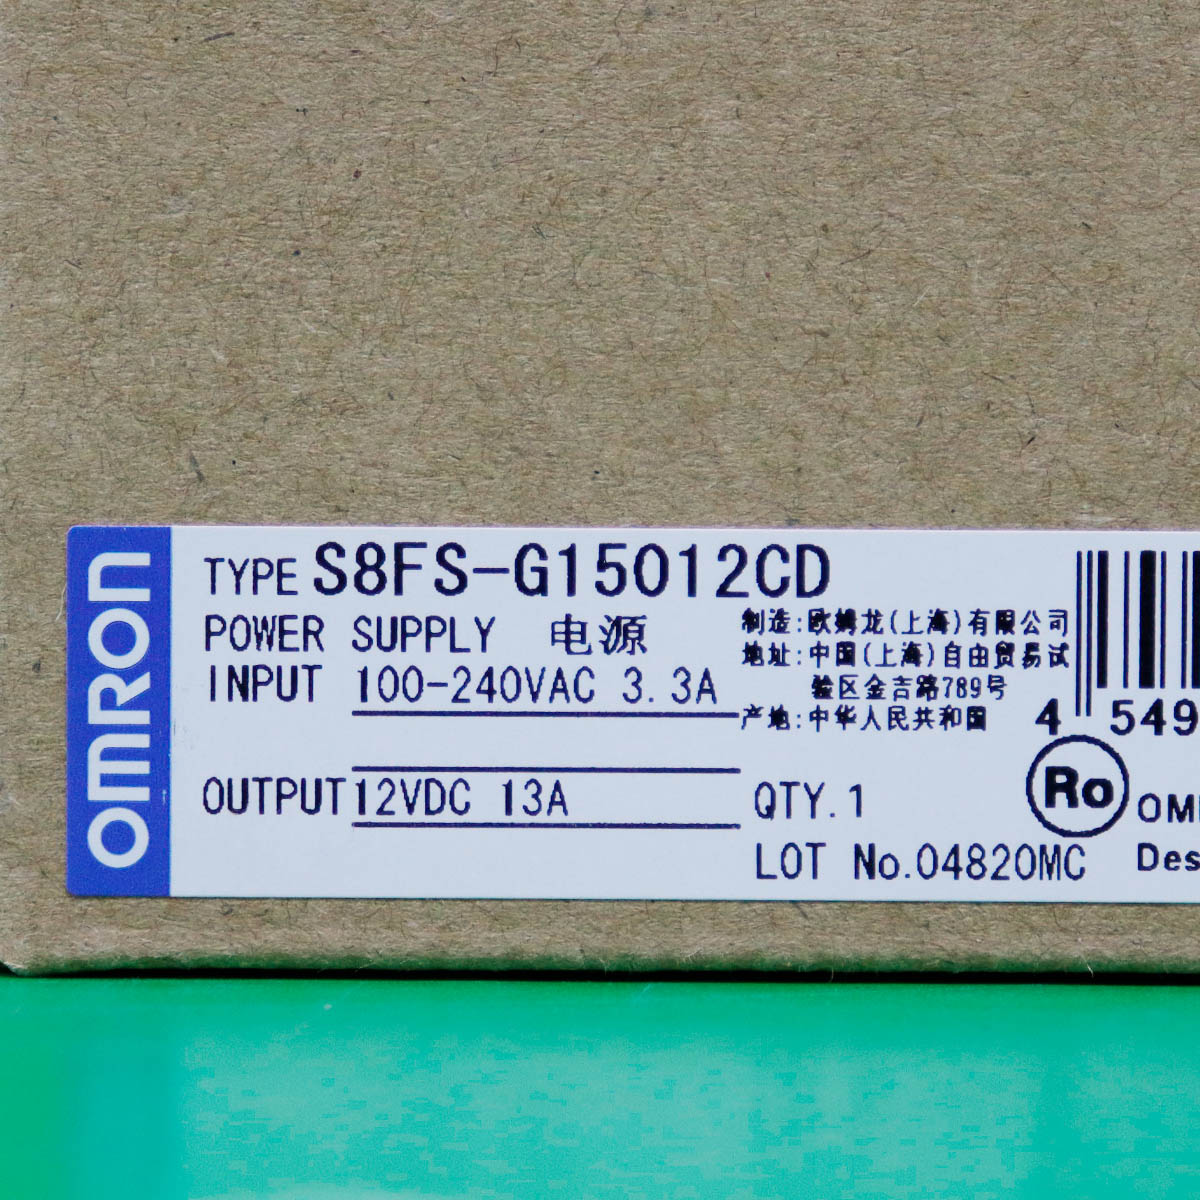 OMRON
TYPE S8FS-G15012CD
POWER SUPPLY 电源
INPUT 100-240VAC 3.3A
OUTPUT 12VDC 13A
制造:欧姆龙(上海)有限公司
地址:中国(上海)自由贸易试
验区金吉路789号
产地:中华人民共和国
QTY.1
LOT No.04820MC
4 549
Ro